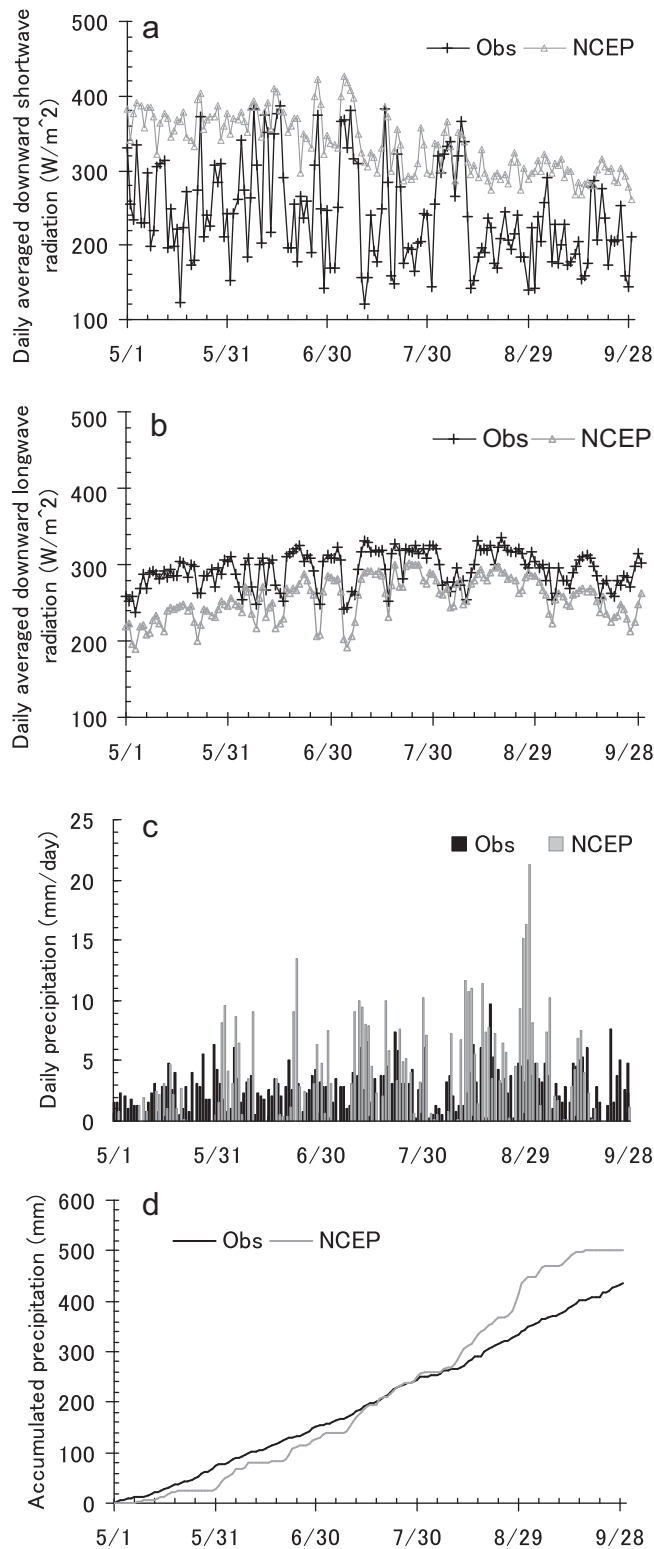 a
Obs NCEP
Daily averaged downward shortwave
radiation (W/m^2)
500
400
300
200
100
5/1 5/31 6/30 7/30 8/29 9/28
b
Obs NCEP
Daily averaged downward longwave
radiation (W/m^2)
500
400
300
200
100
5/1 5/31 6/30 7/30 8/29 9/28
c
Obs NCEP
Daily precipitation (mm/day)
25
20
15
10
5
0
5/1 5/31 6/30 7/30 8/29 9/28
d
Obs NCEP
Accumulated precipitation (mm)
600
500
400
300
200
100
0
5/1 5/31 6/30 7/30 8/29 9/28